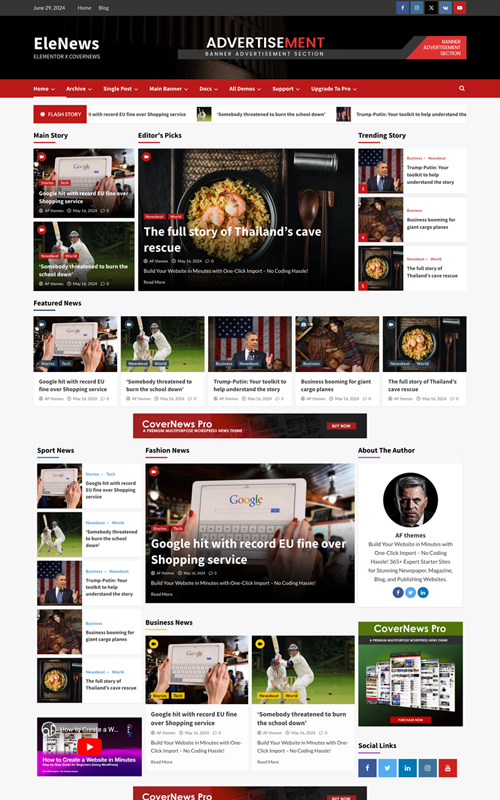 June 29, 2024
Home
Blog
EleNews
ELEMENTOR X COVERNEWS
ADVERTISEMENT
BANNER ADVERTISEMENT SECTION
BANNER
ADVERTISEMENT
SECTION
Home
Archive
Single Post
Main Banner
Docs
All Demos
Support
Upgrade To Pro
FLASH STORY
it with record EU fine over Shopping service
'Somebody threatened to burn the school down'
Trump-Putin: Your toolkit to help understand the
Main Story
Stories
Tech
Google hit with record EU fine over
Shopping service
AF themes
May 16, 2024
0
Newsbeat
World
'Somebody threatened to burn the
school down'
AF themes
May 16, 2024
0
Editor's Picks
Newsbeat
World
The full story of Thailand's cave
rescue
AF themes
May 16, 2024
0
Build Your Website in Minutes with One-Click Import – No Coding Hassle!
Read More
Trending Story
3
Business
Newsbeat
Trump-Putin: Your
toolkit to help
understand the story
4
Business
Business booming for
giant cargo planes
5
Newsbeat
World
The full story of
Thailand's cave rescue
Featured News
Stories
Tech
Google hit with record EU
fine over Shopping service
AF themes
May 16, 2024
0
Newsbeat
World
'Somebody threatened to
burn the school down'
AF themes
May 16, 2024
0
Business
Newsbeat
Trump-Putin: Your toolkit to
help understand the story
AF themes
May 16, 2024
0
Business
Business booming for giant
cargo planes
AF themes
May 16, 2024
0
Newsbeat
World
The full story of Thailand's
cave rescue
AF themes
May 16, 2024
0
CoverNews Pro
A PREMIUM MULTIPURPOSE WORDPRESS NEWS THEME
BUY NOW
Sport News
Stories
Tech
Google hit with record
EU fine over Shopping
service
Newsbeat
World
'Somebody threatened
to burn the school
down'
Business
Newsbeat
Trump-Putin: Your
toolkit to help
understand the story
Business
Business booming for
giant cargo planes
Newsbeat
World
The full story of
Thailand's cave rescue
How to Create a W...
How to Create a Website in Minutes
Fashion News
Google
Stories
Tech
Google hit with record EU fine over
Shopping service
AF themes
May 16, 2024
0
Build Your Website in Minutes with One-Click Import – No Coding Hassle!
Read More
Business News
Stories
Tech
Google hit with record EU fine
over Shopping service
AF themes
May 16, 2024
0
Build Your Website in Minutes with One-
Click Import – No Coding Hassle!
Newsbeat
World
'Somebody threatened to burn
the school down'
AF themes
May 16, 2024
0
Build Your Website in Minutes with One-
Click Import – No Coding Hassle!
About The Author
AF themes
Build Your Website in Minutes with
One-Click Import – No Coding
Hassle! 365+ Expert Starter Sites
for Stunning Newspaper, Magazine,
Blog, and Publishing Websites.
CoverNews Pro
A PREMIUM MULTIPURPOSE WORDPRESS NEWS THEME
PURCHASE NOW
Social Links
CoverNews Pro